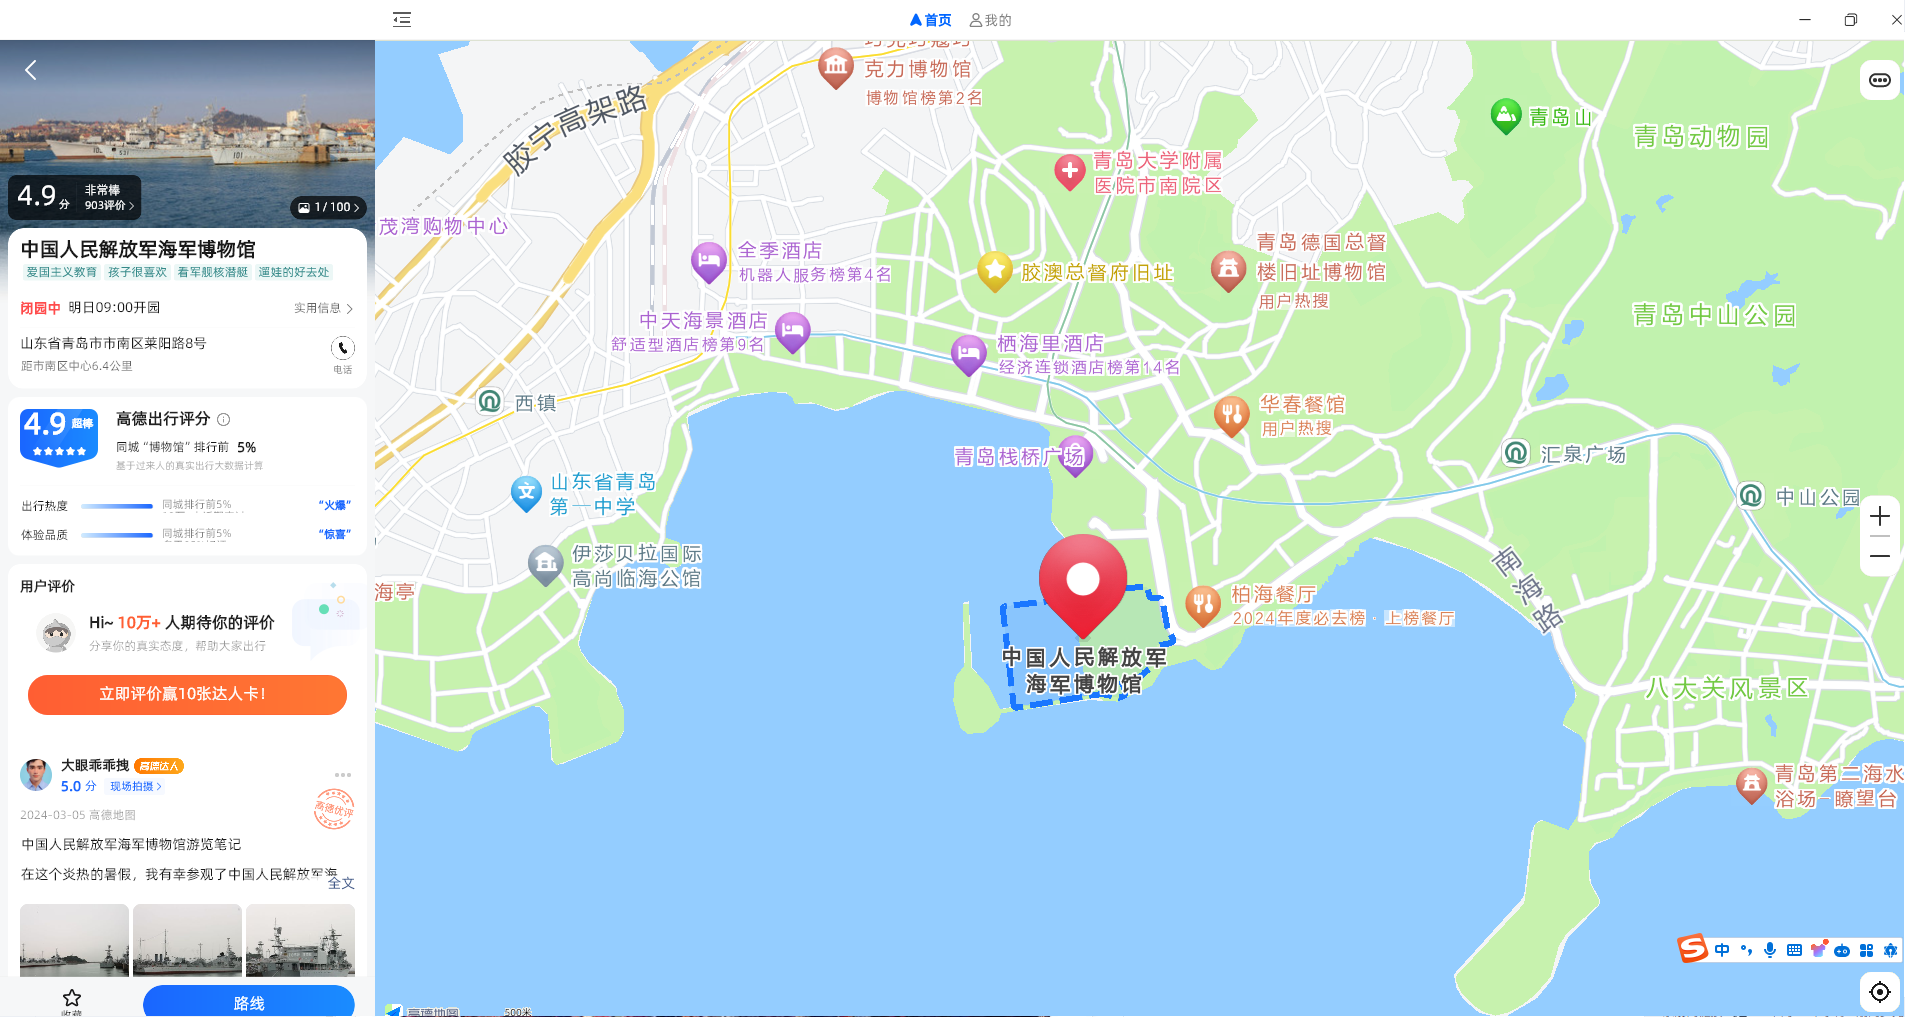 首页
我的
4.9分
非常棒
903评价
1/100
中国人民解放军海军博物馆
爱国主义教育 孩子很喜欢 看军舰核潜艇 遛娃的好去处
闭园中 明日09:00开园
实用信息
山东省青岛市市南区莱阳路8号
距市南区中心6.4公里
电话
4.9 超棒
高德出行评分
同城“博物馆”排行前 5%
基于过来人的真实出行大数据计算
出行热度
同城排行前5%
“火爆”
体验品质
同城排行前5%
“惊喜”
用户评价
Hi~ 10万+ 人期待你的评价
分享你的真实态度，帮助大家出行
立即评价赢10张达人卡！
大眼乖乖拽 高德达人
5.0 分 现场拍摄
高德优评
2024-03-05 高德地图
中国人民解放军海军博物馆游览笔记
在这个炎热的暑假，我有幸参观了中国人民解放军海
全文
收藏
路线
克力博物馆
博物馆榜第2名
胶宁高架路
青岛山
青岛动物园
青岛大学附属
医院市南院区
茂湾购物中心
全季酒店
机器人服务榜第4名
胶澳总督府旧址
青岛德国总督
楼旧址博物馆
用户热搜
青岛中山公园
中天海景酒店
舒适型酒店榜第9名
栖海里酒店
经济连锁酒店榜第14名
西镇
华春餐馆
用户热搜
青岛栈桥广场
汇泉广场
山东省青岛
第一中学
中山公园
伊莎贝拉国际
高尚临海公馆
海亭
南海路
柏海餐厅
2024年度必去榜·上榜餐厅
中国人民解放军
海军博物馆
八大关风景区
青岛第二海水
浴场-瞭望台
中
高德地图
500米